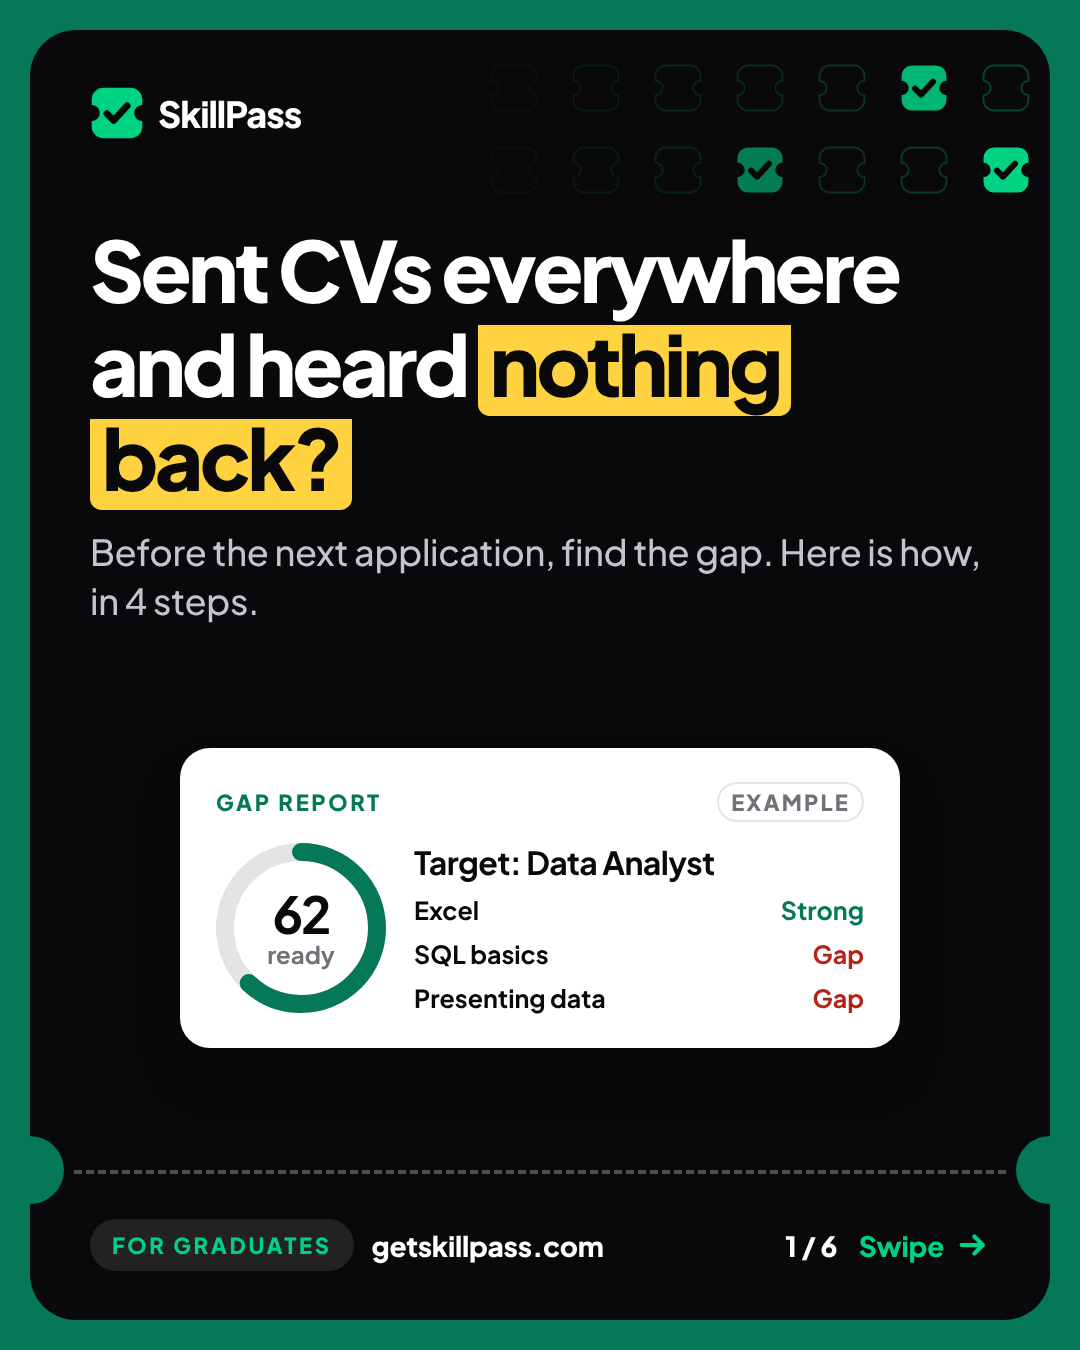 SkillPass
Sent CVs everywhere
and heard nothing
back?
Before the next application, find the gap. Here is how,
in 4 steps.
GAP REPORT
EXAMPLE
62
ready
Target: Data Analyst
Excel Strong
SQL basics Gap
Presenting data Gap
FOR GRADUATES getskillpass.com 1 / 6 Swipe →